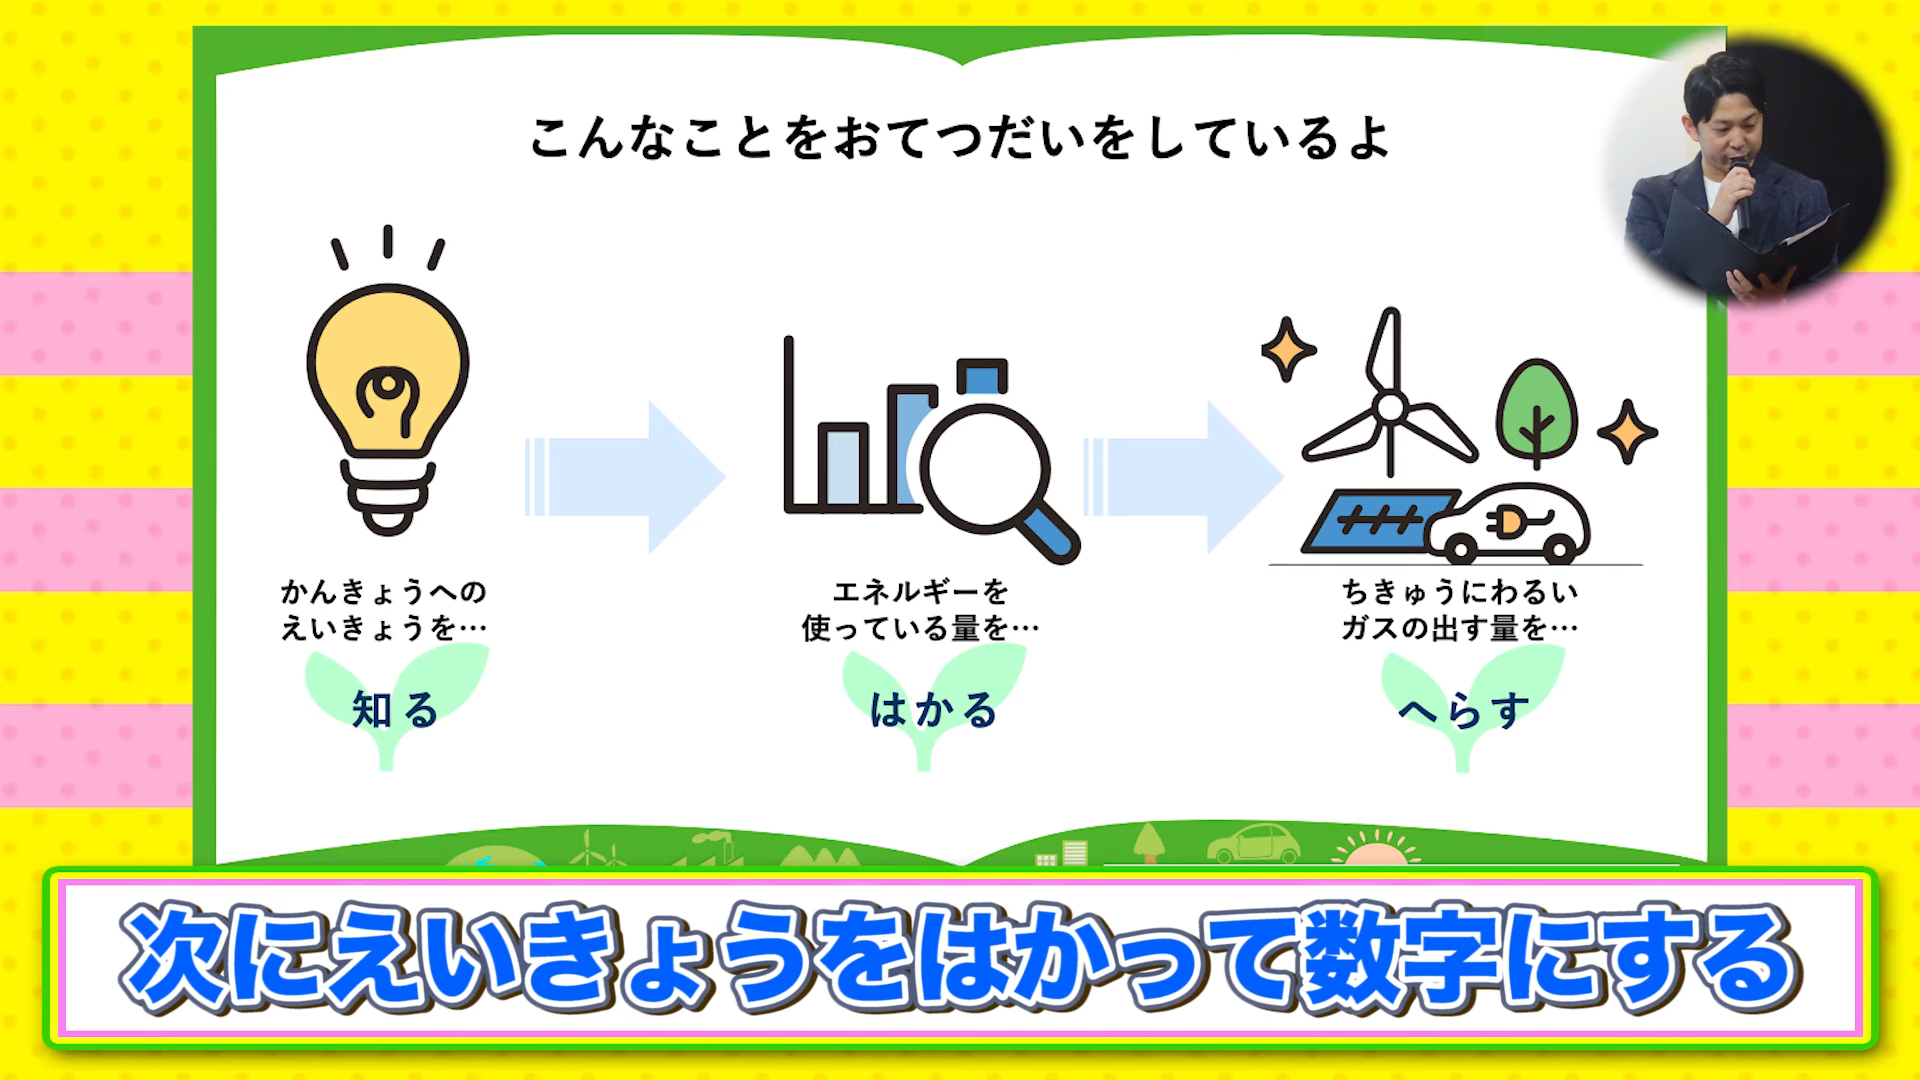 こんなことをおてつだいをしているよ
かんきょうへの
えいきょうを…
知る
エネルギーを
使っている量を…
はかる
ちきゅうにわるい
ガスの出す量を…
へらす
次にえいきょうをはかって数字にする